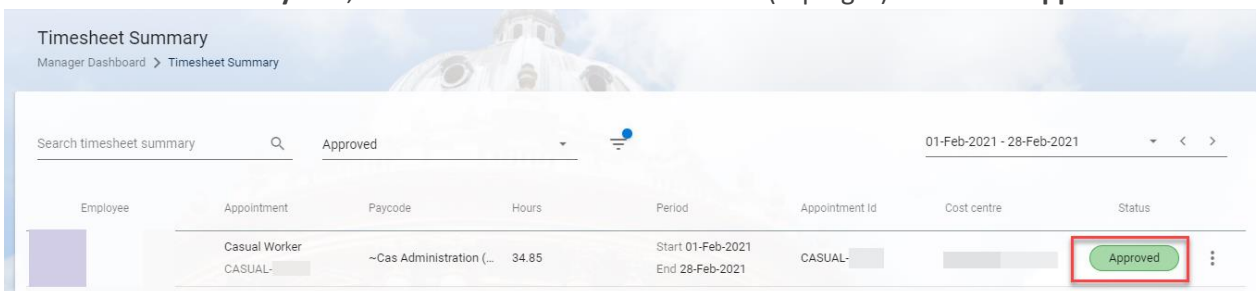 Timesheet Summary
Manager Dashboard > Timesheet Summary
Search timesheet summary Approved 01-Feb-2021 - 28-Feb-2021 < >
Employee Appointment Paycode Hours Period Appointment Id Cost centre Status
Casual Worker ~Cas Administration (... 34.85 Start 01-Feb-2021 CASUAL- Approved
CASUAL- End 28-Feb-2021